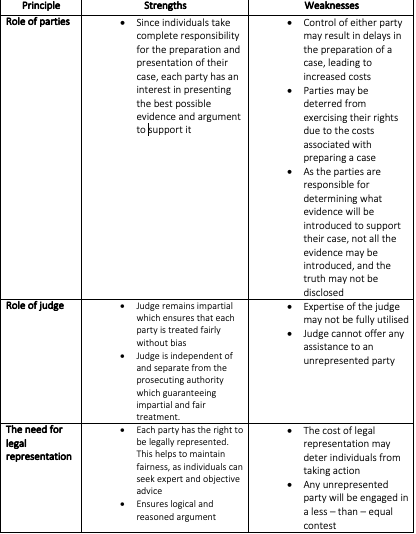 Principle Strengths Weaknesses
Role of parties
• Since individuals take
complete responsibility
for the preparation and
presentation of their
case, each party has an
interest in presenting
the best possible
evidence and argument
to support it
• Control of either party
may result in delays in
the preparation of a
case, leading to
increased costs
• Parties may be
deterred from
exercising their rights
due to the costs
associated with
preparing a case
• As the parties are
responsible for
determining what
evidence will be
introduced to support
their case, not all the
evidence may be
introduced, and the
truth may not be
disclosed
Role of judge
• Judge remains impartial
which ensures that each
party is treated fairly
without bias
• Judge is independent of
and separate from the
prosecuting authority
which guaranteeing
impartial and fair
treatment.
• Expertise of the judge
may not be fully utilised
• Judge cannot offer any
assistance to an
unrepresented party
The need for
legal
representation
• Each party has the right to
be legally represented.
This helps to maintain
fairness, as individuals can
seek expert and objective
advice
• Ensures logical and
reasoned argument
• The cost of legal
representation may
deter individuals from
taking action
• Any unrepresented
party will be engaged in
a less – than – equal
contest